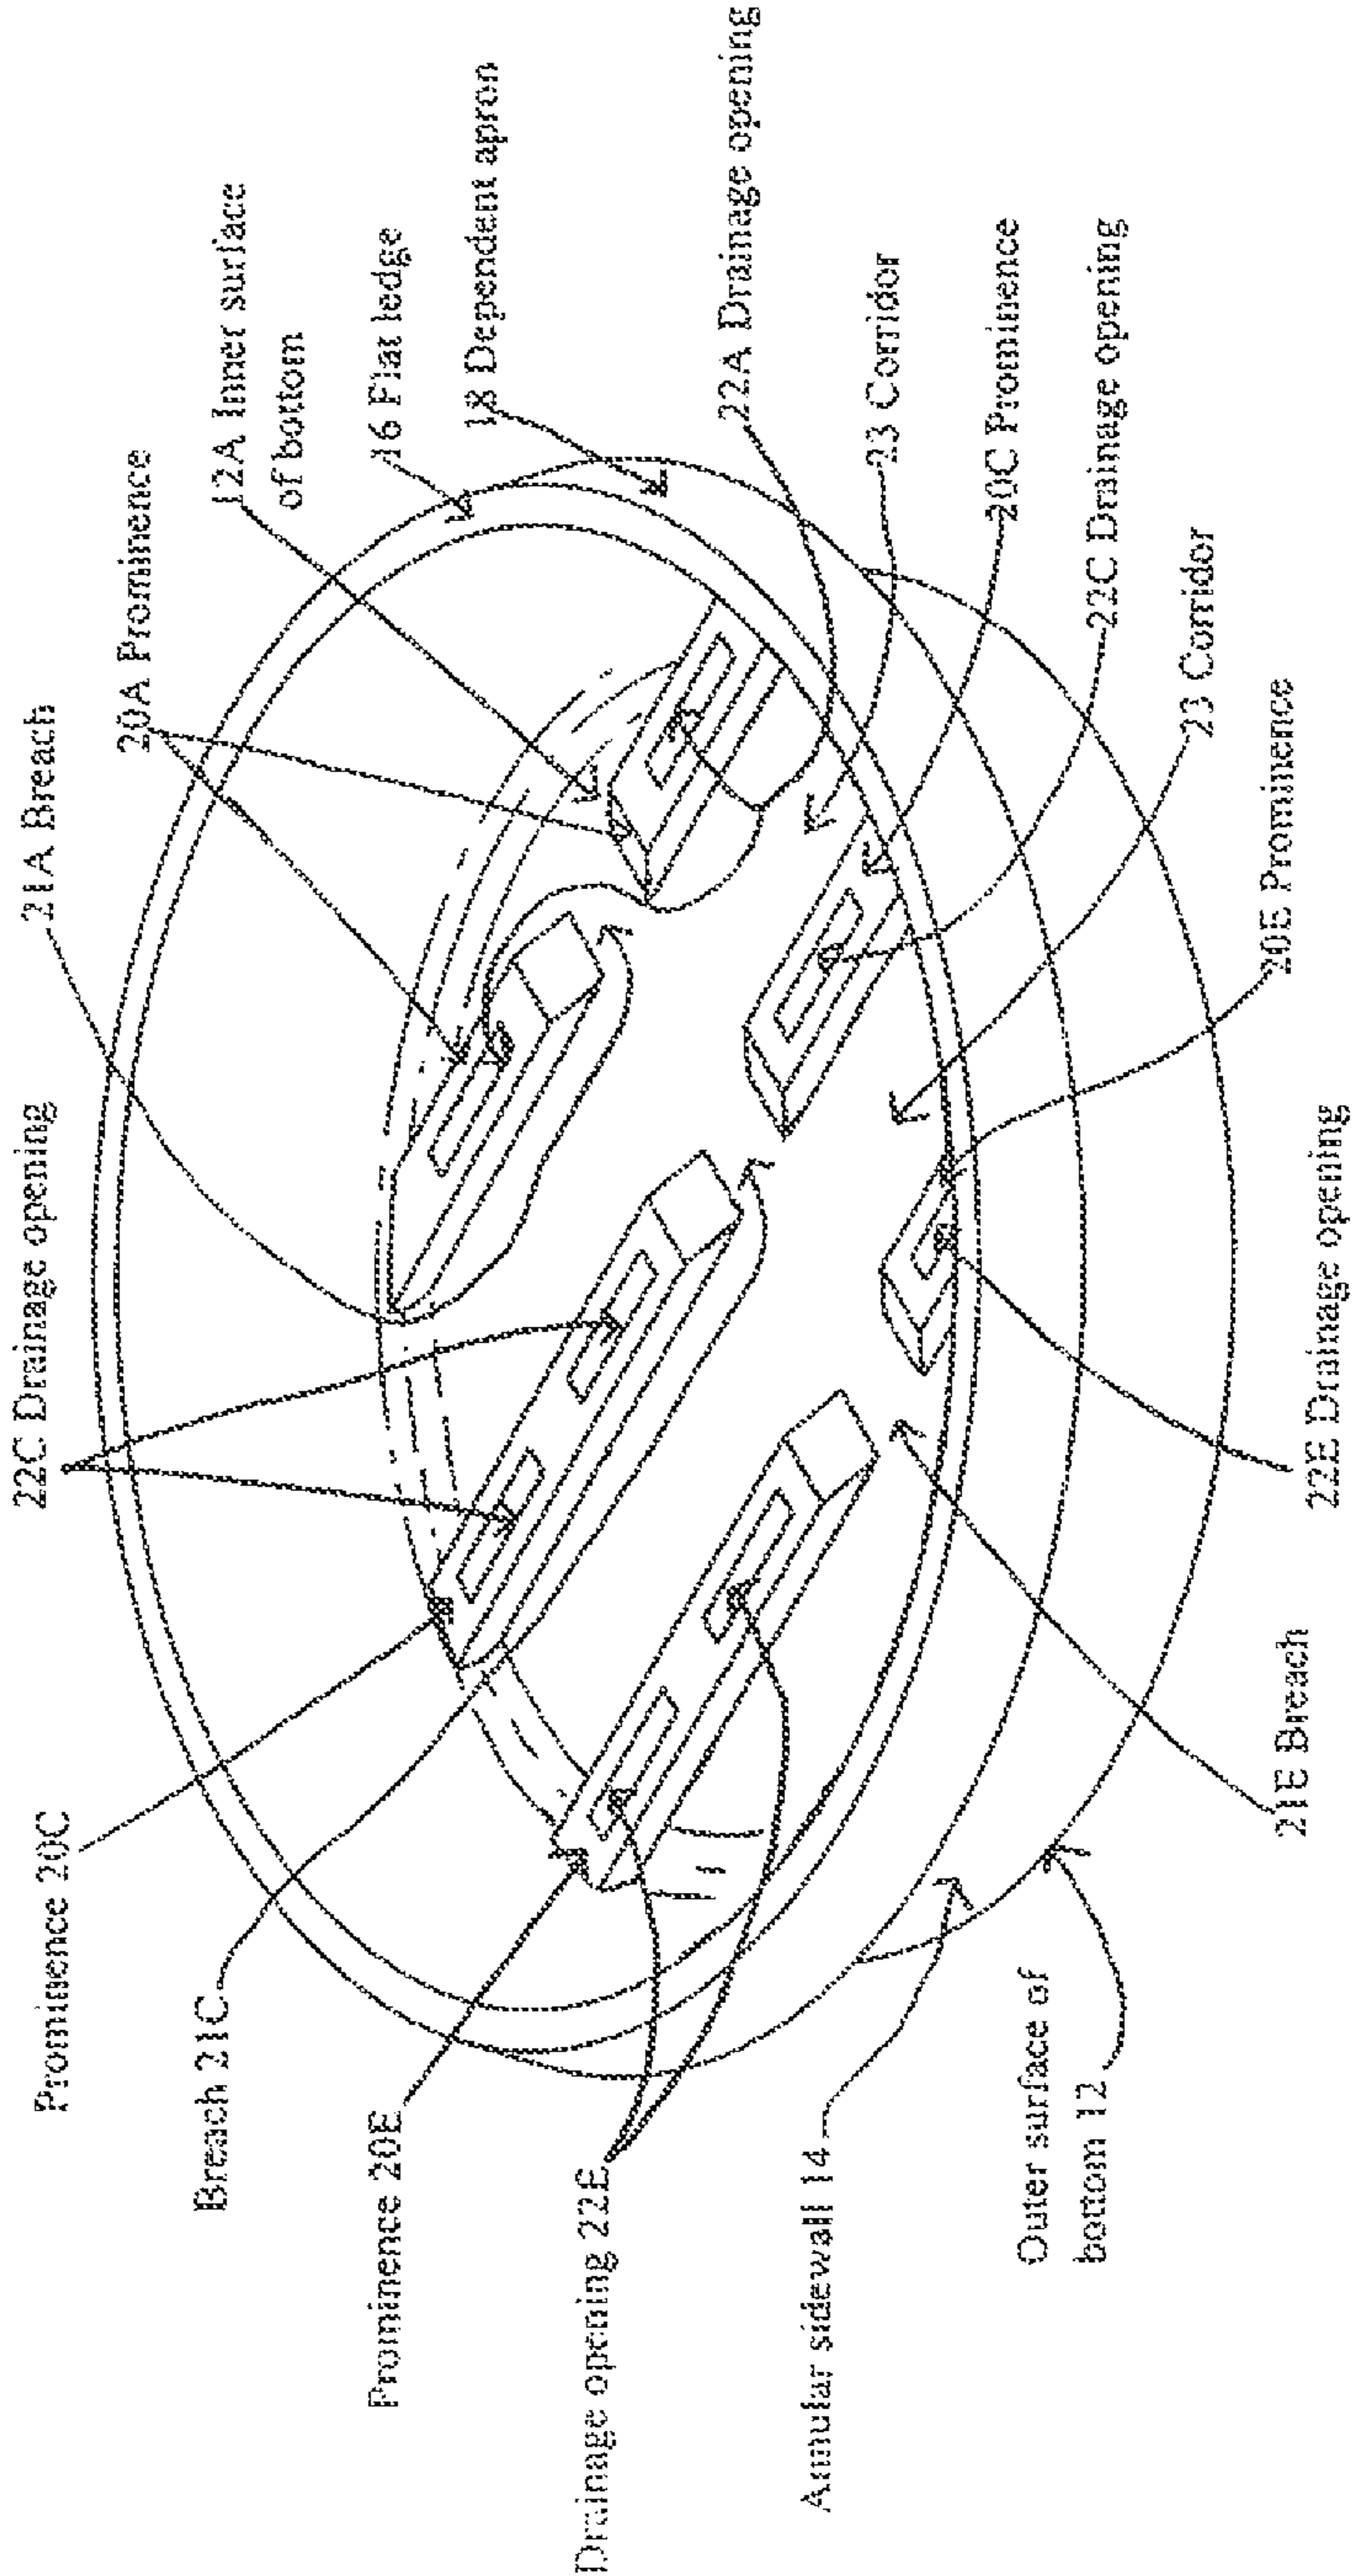 Prominence 20C
22C Drainage opening
21A Breach
20A Prominence
12A Inner surface
of bottom
16 Flat ledge
18 Dependent apron
22A Drainage opening
23 Corridor
20C Prominence
22C Drainage opening
23 Corridor
20E Prominence
22E Drainage opening
21E Breach
Breach 21C
Prominence 20E
Drainage opening 22E
Annular sidewall 14
Outer surface of
bottom 12